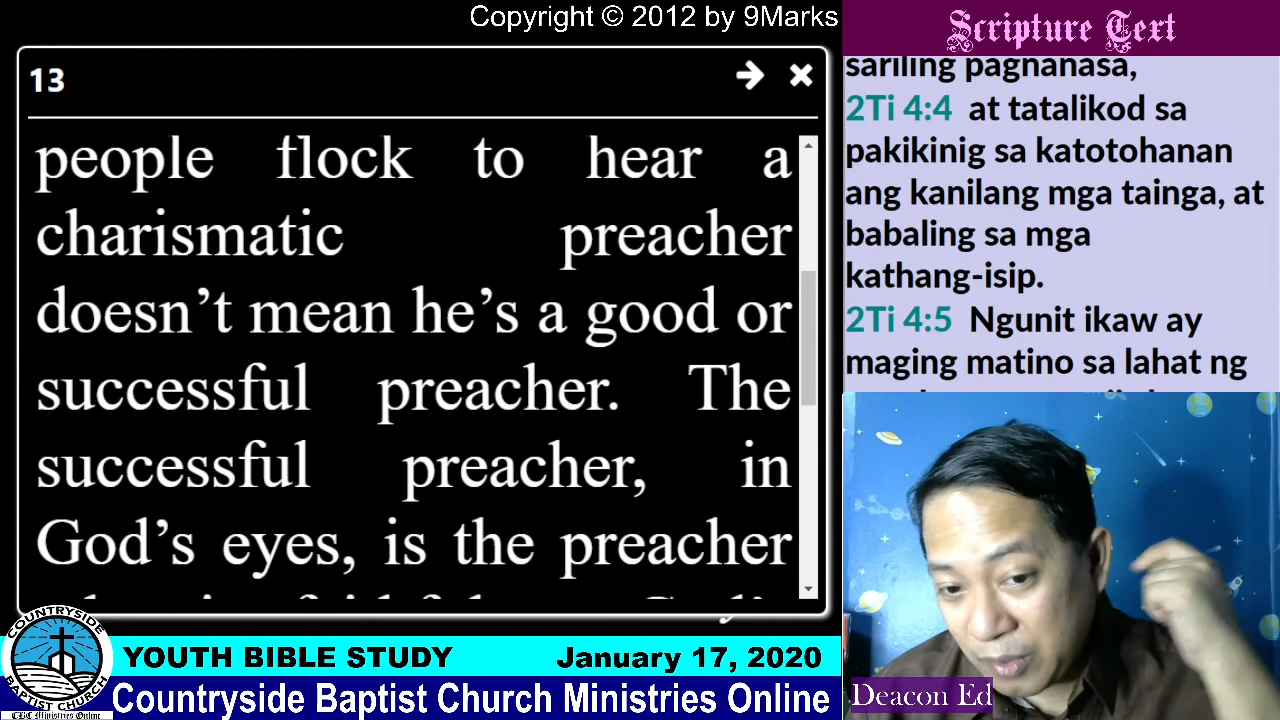 Copyright © 2012 by 9Marks
13
people flock to hear a
charismatic preacher
doesn’t mean he’s a good or
successful preacher. The
successful preacher, in
God’s eyes, is the preacher
Scripture Text
sariling pagnanasa,
2Ti 4:4 at tatalikod sa
pakikinig sa katotohanan
ang kanilang mga tainga, at
babaling sa mga
kathang-isip.
2Ti 4:5 Ngunit ikaw ay
maging matino sa lahat ng
Deacon Ed
COUNTRYSIDE
BAPTIST CHURCH
CBC Ministries Online
YOUTH BIBLE STUDY January 17, 2020
Countryside Baptist Church Ministries Online